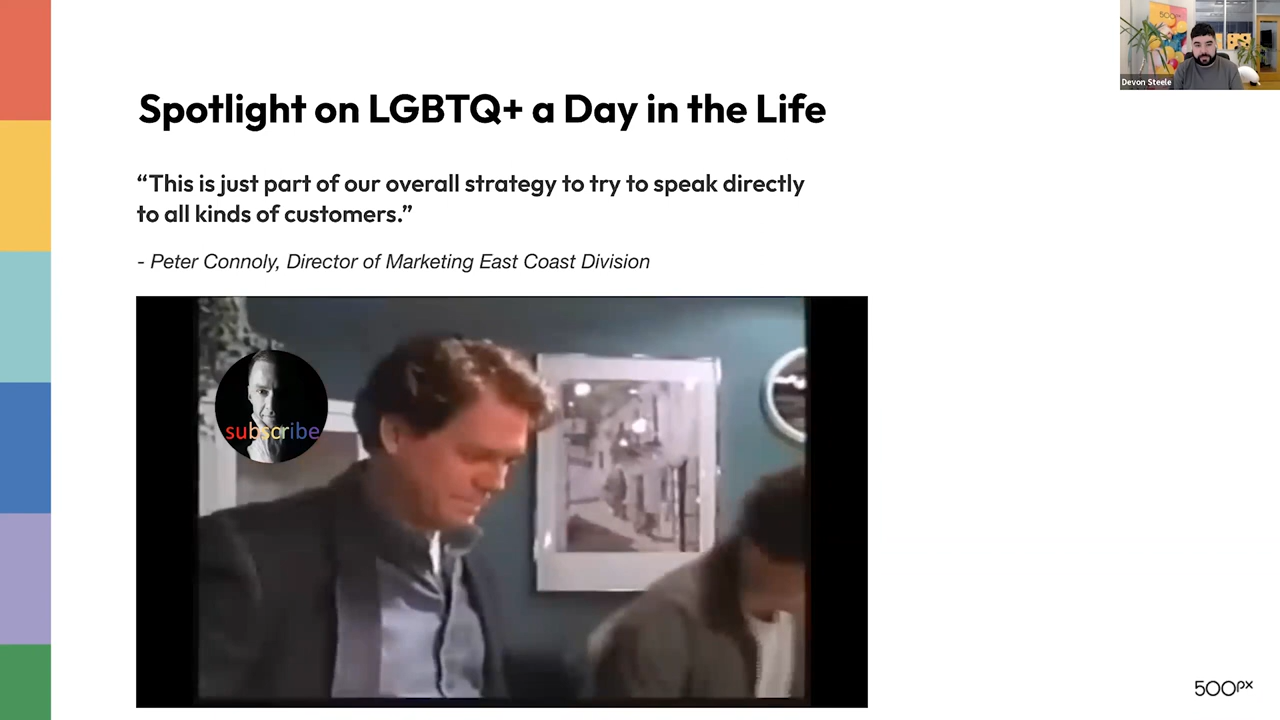 Devon Steele
Spotlight on LGBTQ+ a Day in the Life
“This is just part of our overall strategy to try to speak directly
to all kinds of customers.”
- Peter Connoly, Director of Marketing East Coast Division
subscribe
500px
500px